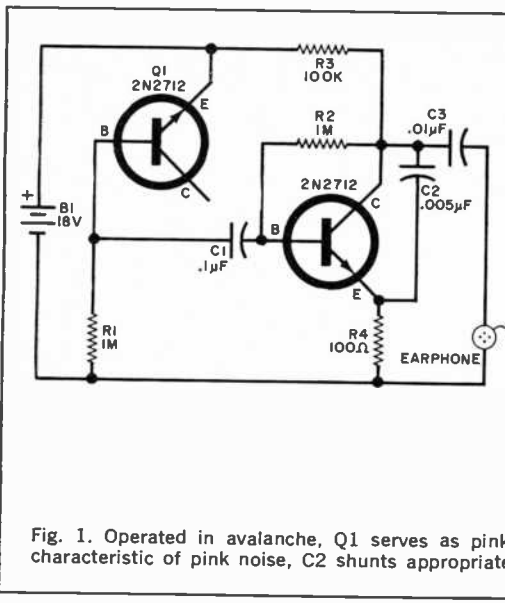 Q1
2N2712
E
B
C
R3
100K
R2
1M
C3
.01µF
2N2712
B
C
E
C2
.005µF
+
B1
18V
C1
.1µF
R1
1M
R4
100Ω
EARPHONE
Fig. 1. Operated in avalanche, Q1 serves as pink
characteristic of pink noise, C2 shunts appropriate